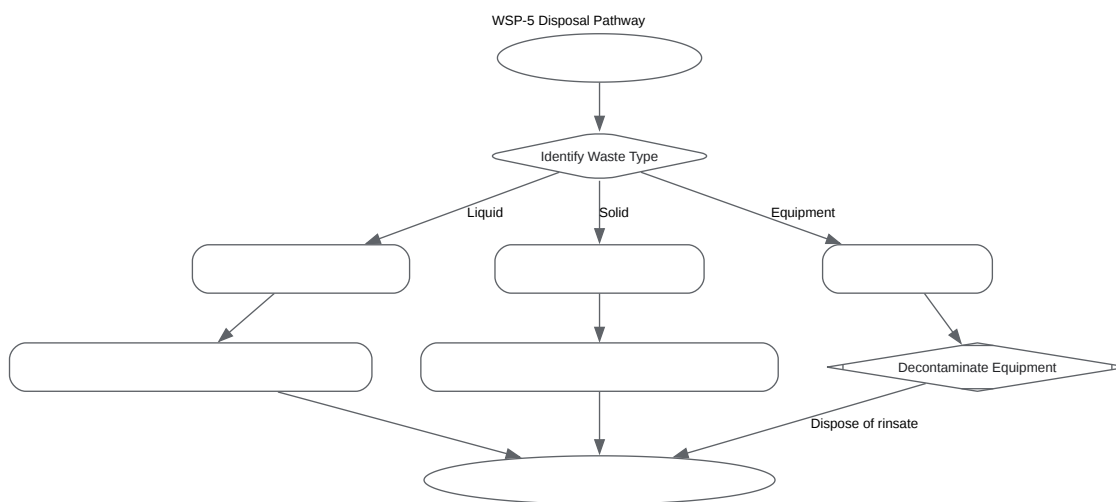 WSP-5 Disposal Pathway
Identify Waste Type
Liquid
Solid
Equipment
Decontaminate Equipment
Dispose of rinsate